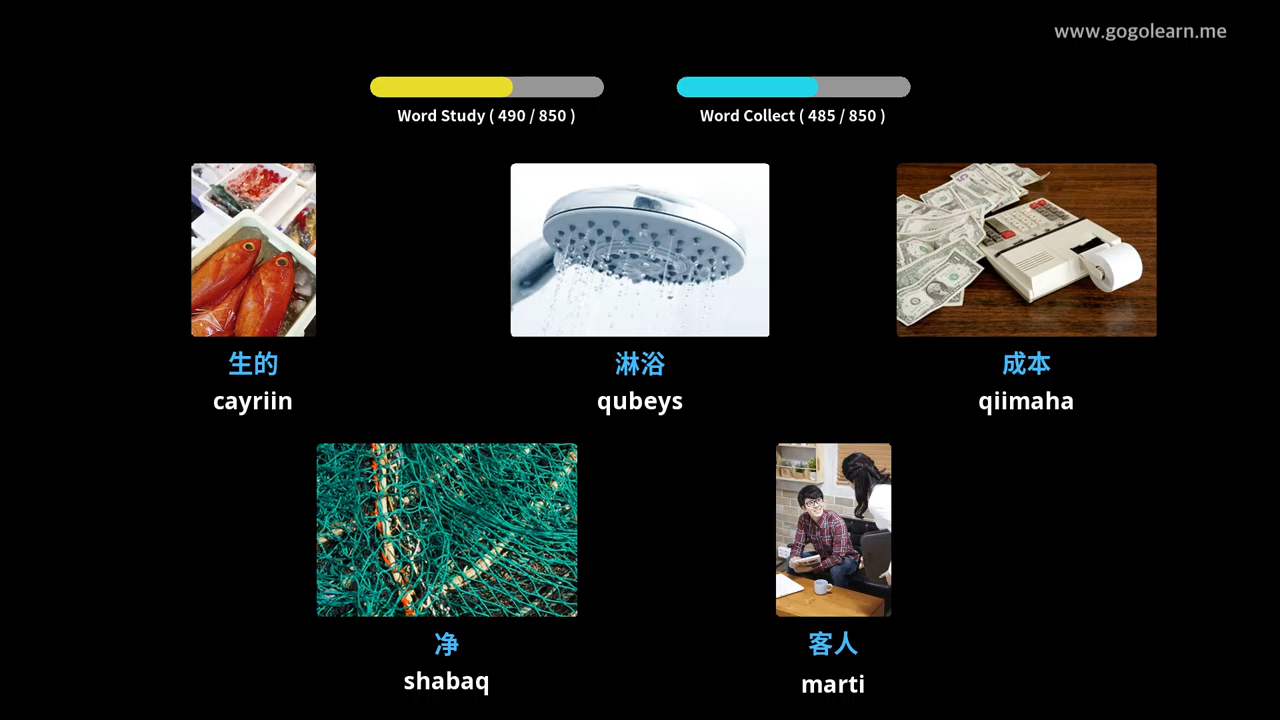 www.gogolearn.me
Word Study ( 490 / 850 )
Word Collect ( 485 / 850 )
生的
cayriin
淋浴
qubeys
成本
qiimaha
净
shabaq
客人
marti